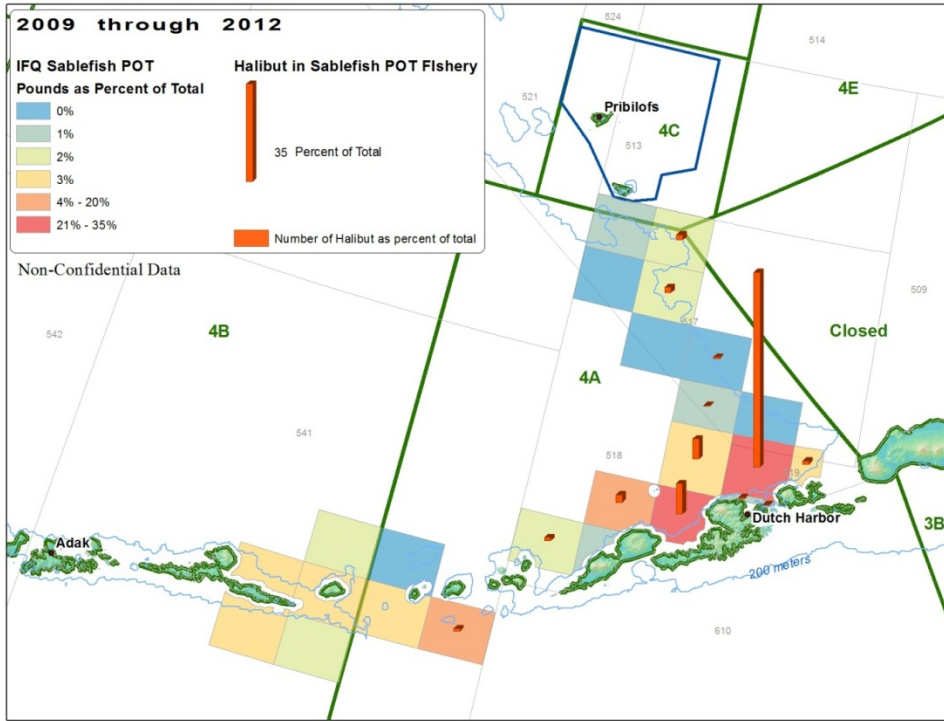 2009 through 2012
IFQ Sablefish POT
Pounds as Percent of Total
0%
1%
2%
3%
4% - 20%
21% - 35%
Halibut in Sablefish POT FIshery
35 Percent of Total
Number of Halibut as percent of total
Non-Confidential Data
524
514
521
4E
Pribilofs
4C
513
509
542
4B
517
Closed
4A
541
518
519
Dutch Harbor
3B
Adak
200 meters
610